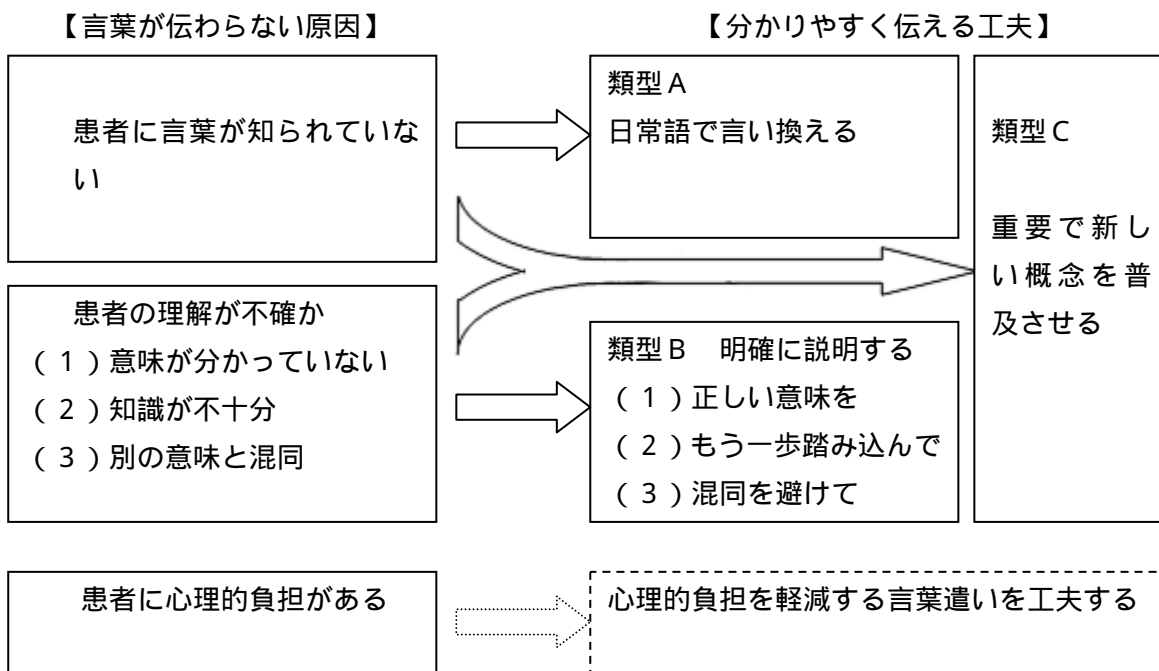 【言葉が伝わらない原因】
【分かりやすく伝える工夫】
患者に言葉が知られていな
い
類型A
日常語で言い換える
類型C
重要で新し
い概念を普
及させる
患者の理解が不確か
(1)意味が分かっていない
(2)知識が不十分
(3)別の意味と混同
類型B 明確に説明する
(1)正しい意味を
(2)もう一歩踏み込んで
(3)混同を避けて
患者に心理的負担がある
心理的負担を軽減する言葉遣いを工夫する